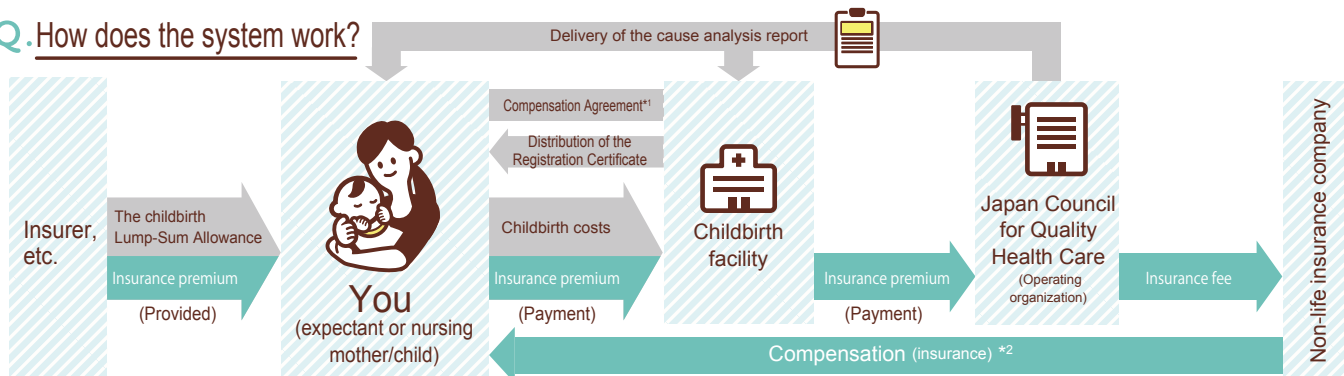 Q. How does the system work?
Delivery of the cause analysis report
Insurer,
etc.
The childbirth
Lump-Sum Allowance
Insurance premium
(Provided)
You
(expectant or nursing
mother/child)
Compensation Agreement*1
Distribution of the
Registration Certificate
Childbirth costs
Insurance premium
(Payment)
Childbirth
facility
Insurance premium
(Payment)
Japan Council
for Quality
Health Care
(Operating
organization)
Insurance fee
Non-life insurance company
Compensation (insurance) *2